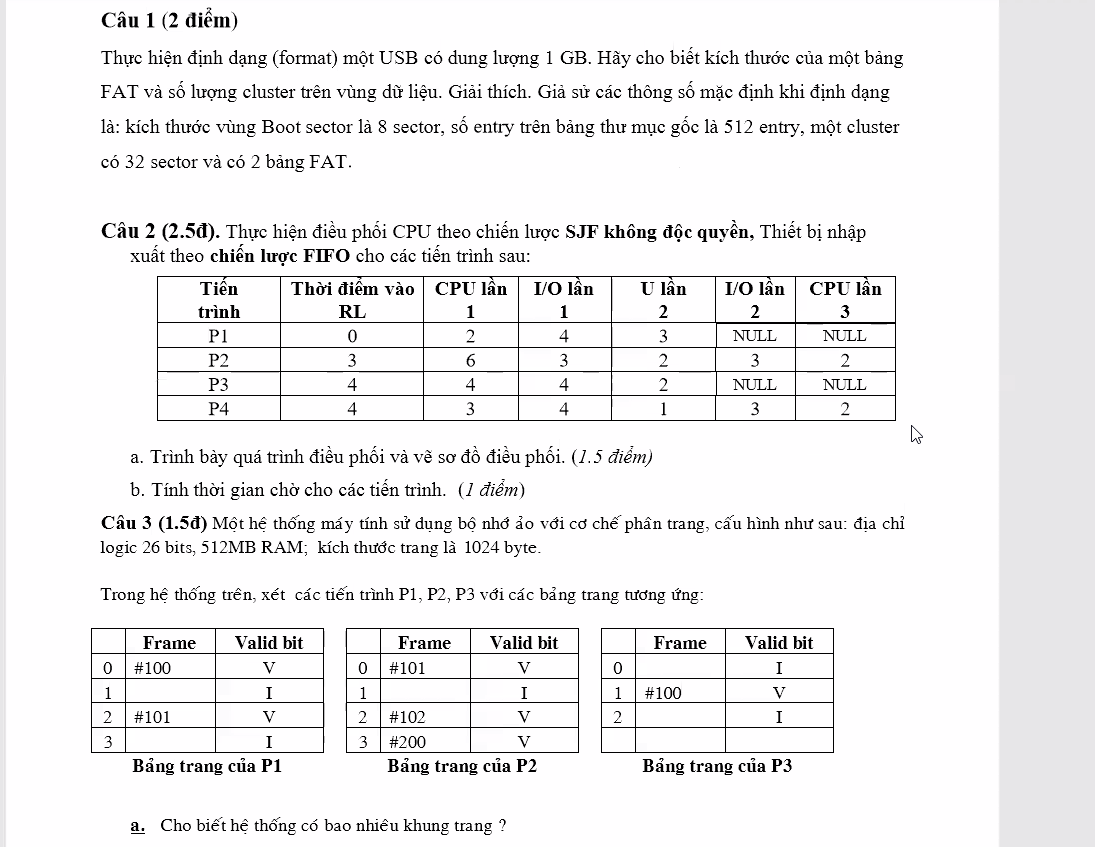 Câu 1 (2 điểm)
Thực hiện định dạng (format) một USB có dung lượng 1 GB. Hãy cho biết kích thước của một bảng
FAT và số lượng cluster trên vùng dữ liệu. Giải thích. Giả sử các thông số mặc định khi định dạng
là: kích thước vùng Boot sector là 8 sector, số entry trên bảng thư mục gốc là 512 entry, một cluster
có 32 sector và có 2 bảng FAT.
Câu 2 (2.5đ). Thực hiện điều phối CPU theo chiến lược SJF không độc quyền, Thiết bị nhập
xuất theo chiến lược FIFO cho các tiến trình sau:
Tiến trình Thời điểm vào RL CPU lần 1 I/O lần 1 U lần 2 I/O lần 2 CPU lần 3
P1 0 2 4 3 NULL NULL
P2 3 6 3 2 3 2
P3 4 4 4 2 NULL NULL
P4 4 3 4 1 3 2
a. Trình bày quá trình điều phối và vẽ sơ đồ điều phối. (1.5 điểm)
b. Tính thời gian chờ cho các tiến trình. (1 điểm)
Câu 3 (1.5đ) Một hệ thống máy tính sử dụng bộ nhớ ảo với cơ chế phân trang, cấu hình như sau: địa chỉ
logic 26 bits, 512MB RAM; kích thước trang là 1024 byte.
Trong hệ thống trên, xét các tiến trình P1, P2, P3 với các bảng trang tương ứng:
Frame Valid bit
0 #100 V
1 I
2 #101 V
3 I
Bảng trang của P1
Frame Valid bit
0 #101 V
1 I
2 #102 V
3 #200 V
Bảng trang của P2
Frame Valid bit
0 I
1 #100 V
2 I
Bảng trang của P3
a. Cho biết hệ thống có bao nhiêu khung trang ?